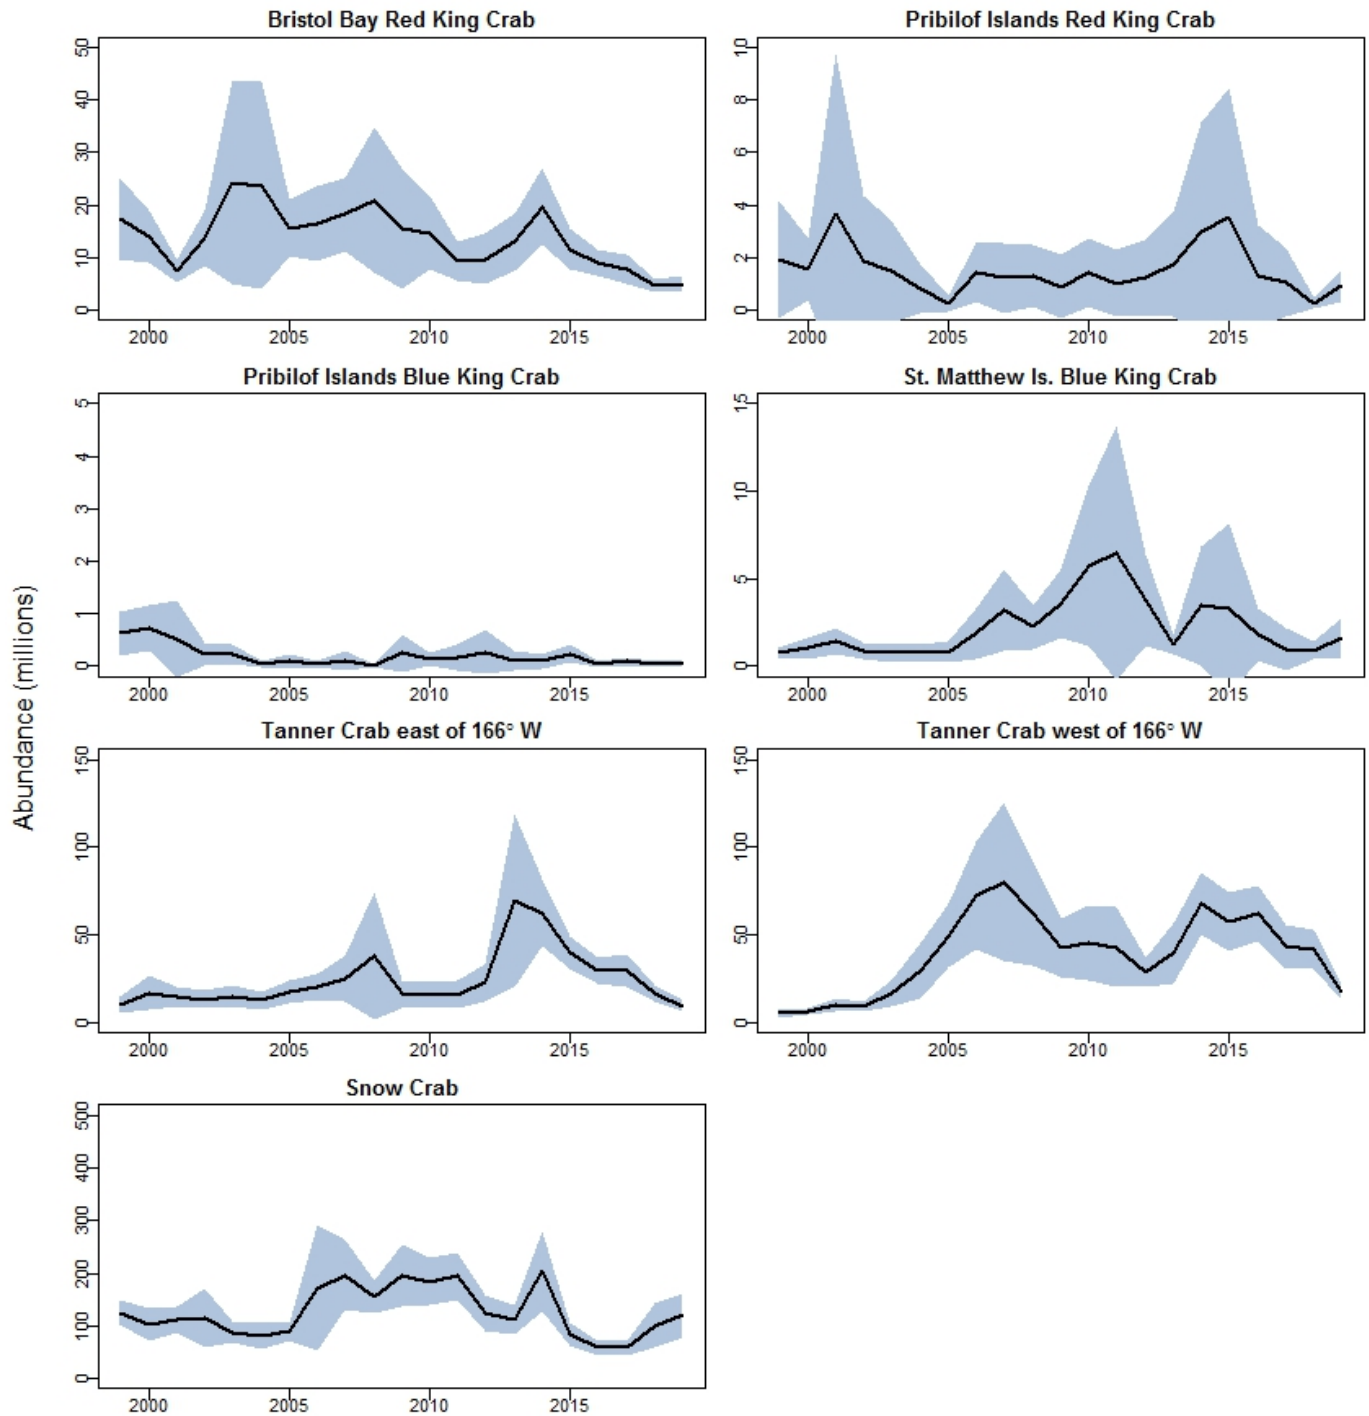 Abundance (millions)
Bristol Bay Red King Crab
50
40
30
20
10
0
2000 2005 2010 2015
Pribilof Islands Red King Crab
10
8
6
4
2
0
2000 2005 2010 2015
Pribilof Islands Blue King Crab
5
4
3
2
1
0
2000 2005 2010 2015
St. Matthew Is. Blue King Crab
15
10
5
0
2000 2005 2010 2015
Tanner Crab east of 166° W
150
100
50
0
2000 2005 2010 2015
Tanner Crab west of 166° W
150
100
50
0
2000 2005 2010 2015
Snow Crab
500
400
300
200
100
0
2000 2005 2010 2015